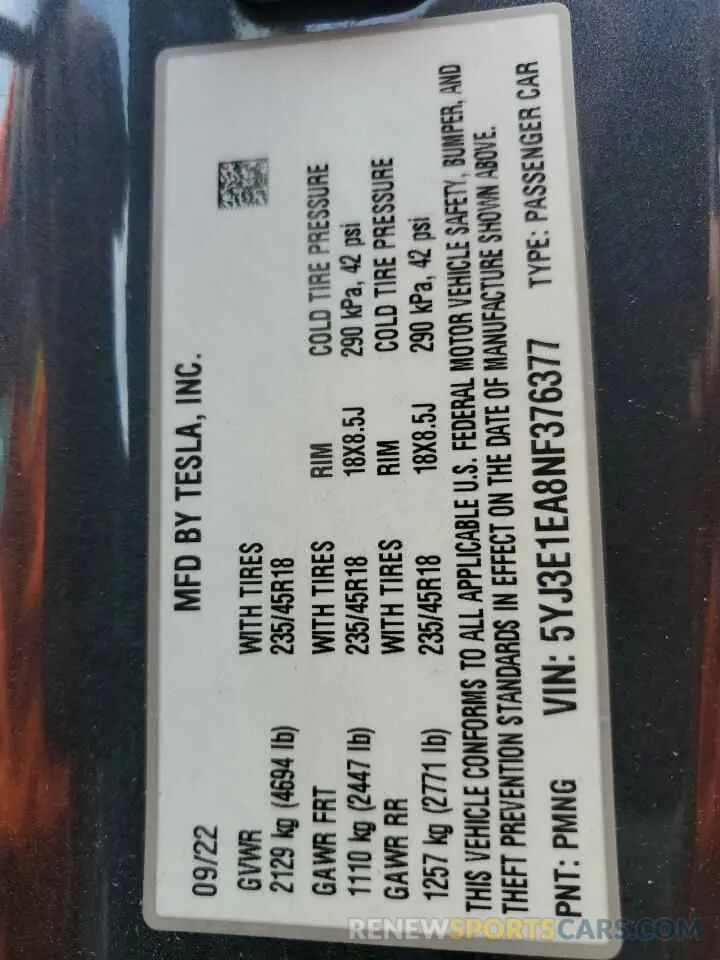 09/22 MFD BY TESLA, INC.
GVWR WITH TIRES
2129 kg (4694 lb) 235/45R18
GAWR FRT WITH TIRES RIM COLD TIRE PRESSURE
1110 kg (2447 lb) 235/45R18 18X8.5J 290 kPa, 42 psi
GAWR RR WITH TIRES RIM COLD TIRE PRESSURE
1257 kg (2771 lb) 235/45R18 18X8.5J 290 kPa, 42 psi
THIS VEHICLE CONFORMS TO ALL APPLICABLE U.S. FEDERAL MOTOR VEHICLE SAFETY, BUMPER, AND
THEFT PREVENTION STANDARDS IN EFFECT ON THE DATE OF MANUFACTURE SHOWN ABOVE.
PNT: PMNG VIN: 5YJ3E1EA8NF376377 TYPE: PASSENGER CAR
RENEWSPORTSCARS.COM